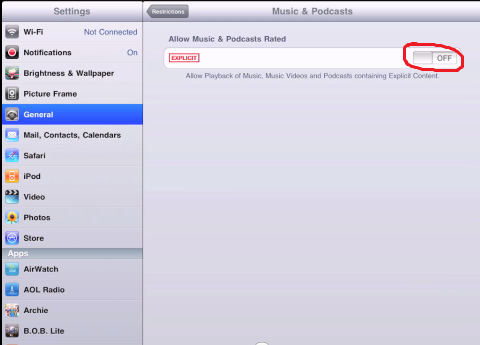 Settings
Restrictions
Music & Podcasts
Wi-Fi
Not Connected
Notifications
On
Brightness & Wallpaper
Picture Frame
General
Mail, Contacts, Calendars
Safari
iPod
Video
Photos
Store
Apps
AirWatch
AOL Radio
Archie
B.O.B. Lite
Allow Music & Podcasts Rated
EXPLICIT
OFF
Allow Playback of Music, Music Videos and Podcasts containing Explicit Content.